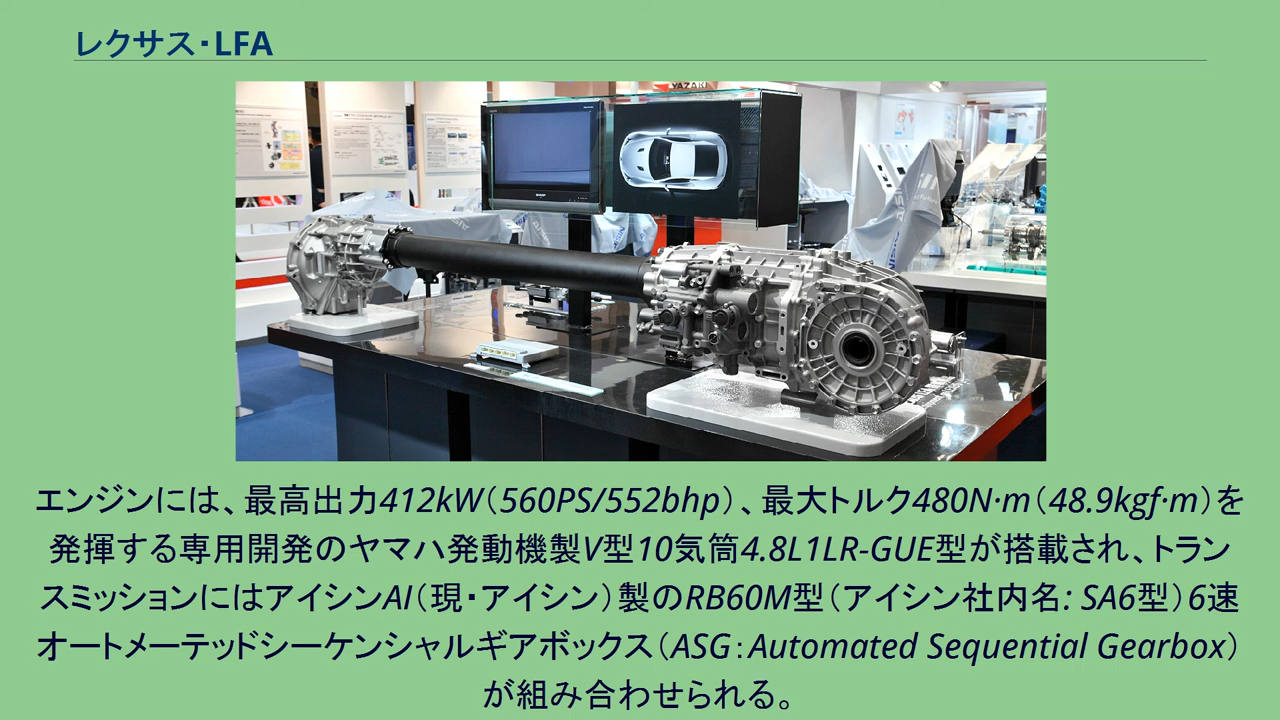 レクサス・LFA
YAZAKI
SHARP
エンジンには、最高出力412kW（560PS/552bhp）、最大トルク480N·m（48.9kgf·m）を
発揮する専用開発のヤマハ発動機製V型10気筒4.8L1LR-GUE型が搭載され、トラン
スミッションにはアイシンAI（現・アイシン）製のRB60M型（アイシン社内名: SA6型）6速
オートメーテッドシーケンシャルギアボックス（ASG：Automated Sequential Gearbox）
が組み合わせられる。